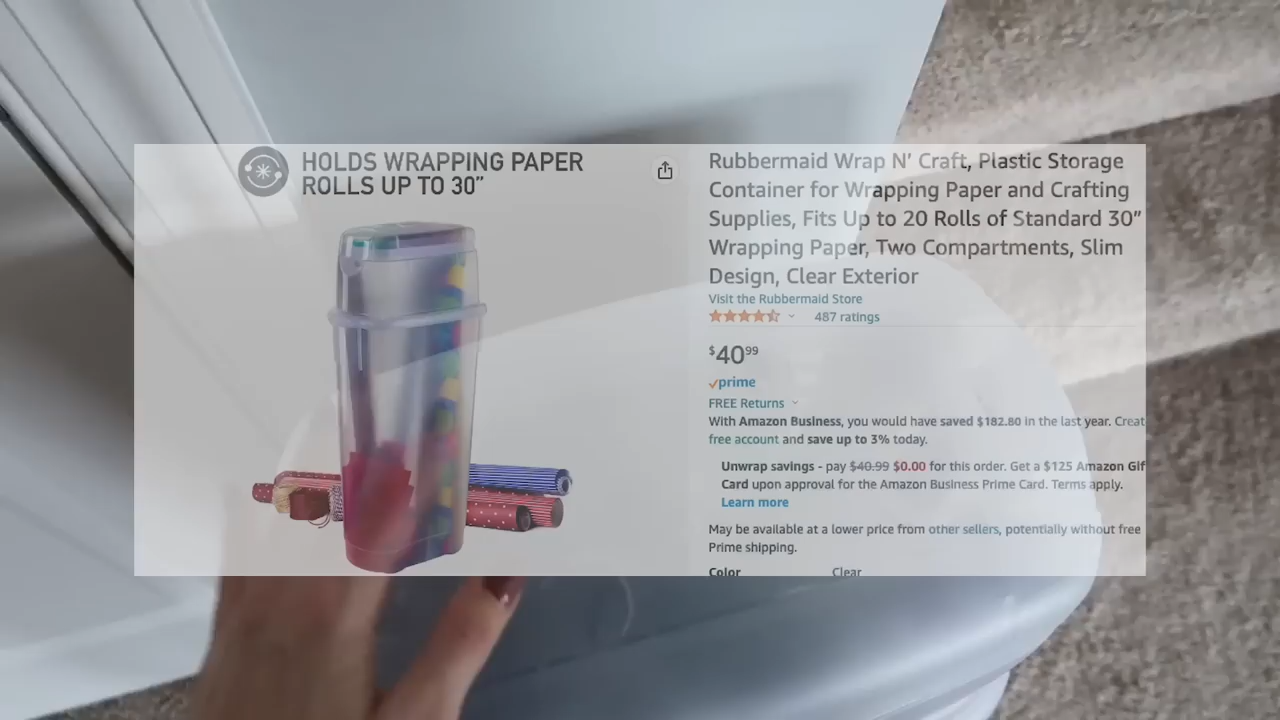 HOLDS WRAPPING PAPER
ROLLS UP TO 30”
Rubbermaid Wrap N’ Craft, Plastic Storage
Container for Wrapping Paper and Crafting
Supplies, Fits Up to 20 Rolls of Standard 30”
Wrapping Paper, Two Compartments, Slim
Design, Clear Exterior
Visit the Rubbermaid Store
487 ratings
$40 99
prime
FREE Returns
With Amazon Business, you would have saved $182.80 in the last year. Creat
free account and save up to 3% today.
Unwrap savings - pay $40.99 $0.00 for this order. Get a $125 Amazon Gif
Card upon approval for the Amazon Business Prime Card. Terms apply.
Learn more
May be available at a lower price from other sellers, potentially without free
Prime shipping.
Color Clear